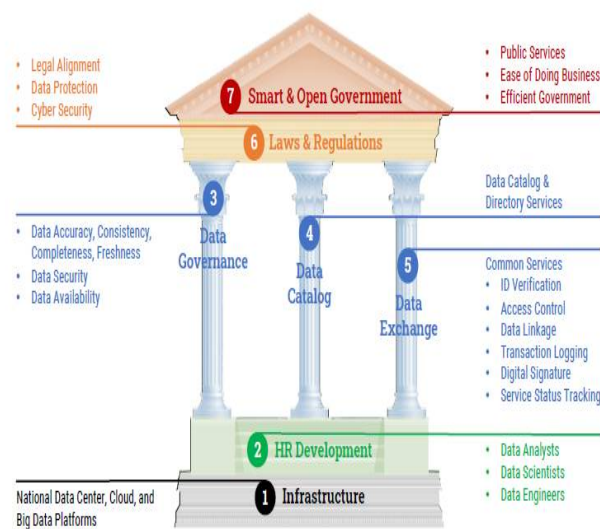 • Legal Alignment
• Data Protection
• Cyber Security
• Public Services
• Ease of Doing Business
• Efficient Government
7 Smart & Open Government
6 Laws & Regulations
3
Data
Governance
• Data Accuracy, Consistency,
Completeness, Freshness
• Data Security
• Data Availability
4
Data
Catalog
Data Catalog &
Directory Services
5
Data
Exchange
Common Services
• ID Verification
• Access Control
• Data Linkage
• Transaction Logging
• Digital Signature
• Service Status Tracking
2 HR Development
• Data Analysts
• Data Scientists
• Data Engineers
1 Infrastructure
National Data Center, Cloud, and
Big Data Platforms